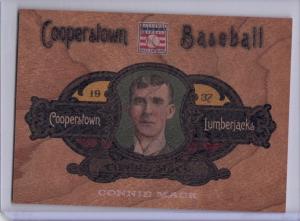 Cooperstown Baseball
19 37
Cooperstown Lumberjacks
CONNIE MACK